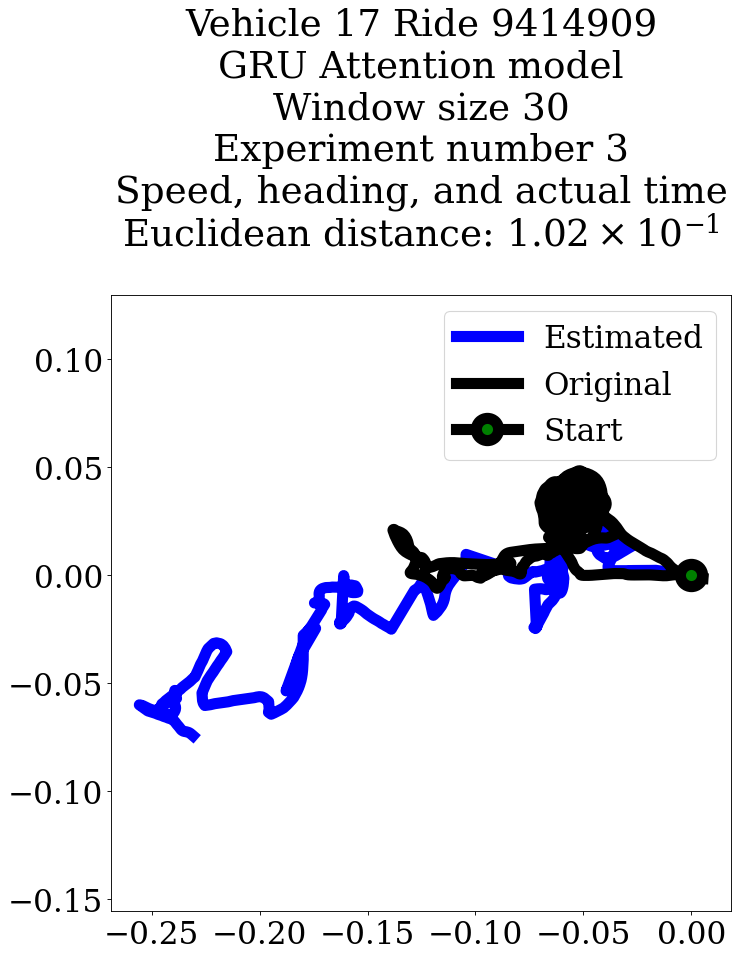 Vehicle 17 Ride 9414909
GRU Attention model
Window size 30
Experiment number 3
Speed, heading, and actual time
Euclidean distance: 1.02 × 10⁻¹
Estimated
Original
Start
0.10
0.05
0.00
−0.05
−0.10
−0.15
−0.25 −0.20 −0.15 −0.10 −0.05 0.00